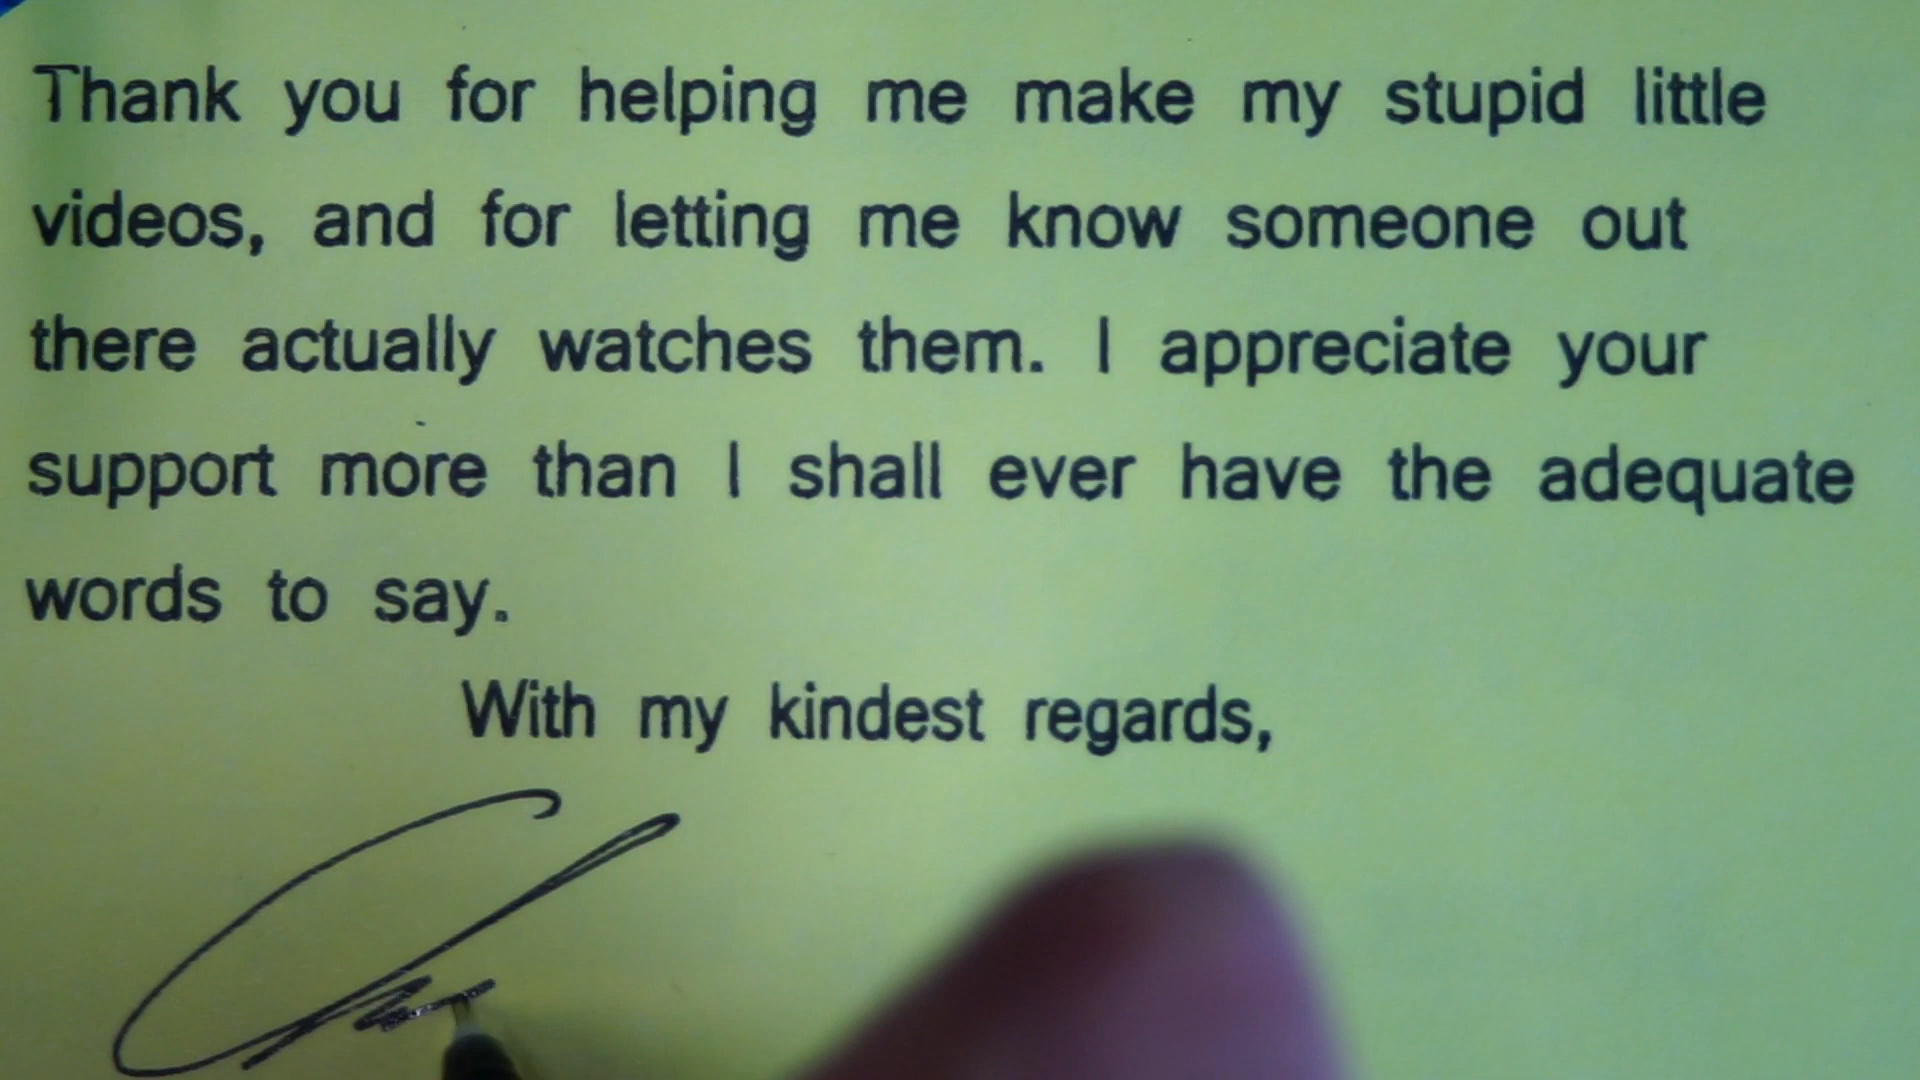 Thank you for helping me make my stupid little
videos, and for letting me know someone out
there actually watches them. I appreciate your
support more than I shall ever have the adequate
words to say.
With my kindest regards,